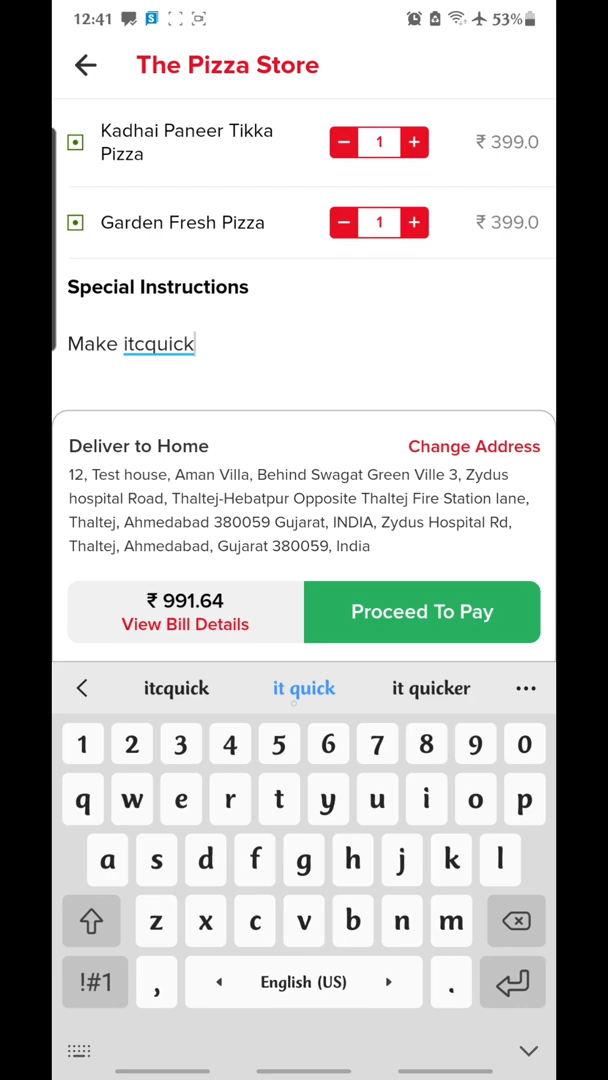 12:41 53%
The Pizza Store
Kadhai Paneer Tikka
Pizza
1
₹ 399.0
Garden Fresh Pizza
1
₹ 399.0
Special Instructions
Make itcquick
Deliver to Home
Change Address
12, Test house, Aman Villa, Behind Swagat Green Ville 3, Zydus
hospital Road, Thaltej-Hebatpur Opposite Thaltej Fire Station lane,
Thaltej, Ahmedabad 380059 Gujarat, INDIA, Zydus Hospital Rd,
Thaltej, Ahmedabad, Gujarat 380059, India
₹ 991.64
View Bill Details
Proceed To Pay
itcquick it quick it quicker
1 2 3 4 5 6 7 8 9 0
q w e r t y u i o p
a s d f g h j k l
z x c v b n m
!#1 , English (US) .